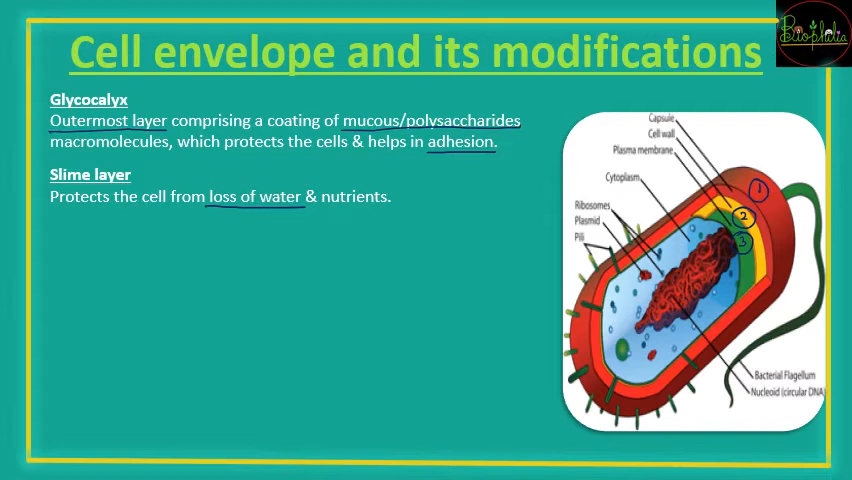 Biophilia
Cell envelope and its modifications
Glycocalyx
Outermost layer comprising a coating of mucous/polysaccharides
macromolecules, which protects the cells & helps in adhesion.
Slime layer
Protects the cell from loss of water & nutrients.
Capsule
Cell wall
Plasma membrane
Cytoplasm
Ribosomes
Plasmid
Pili
1
2
3
Bacterial Flagellum
Nucleoid (circular DNA)